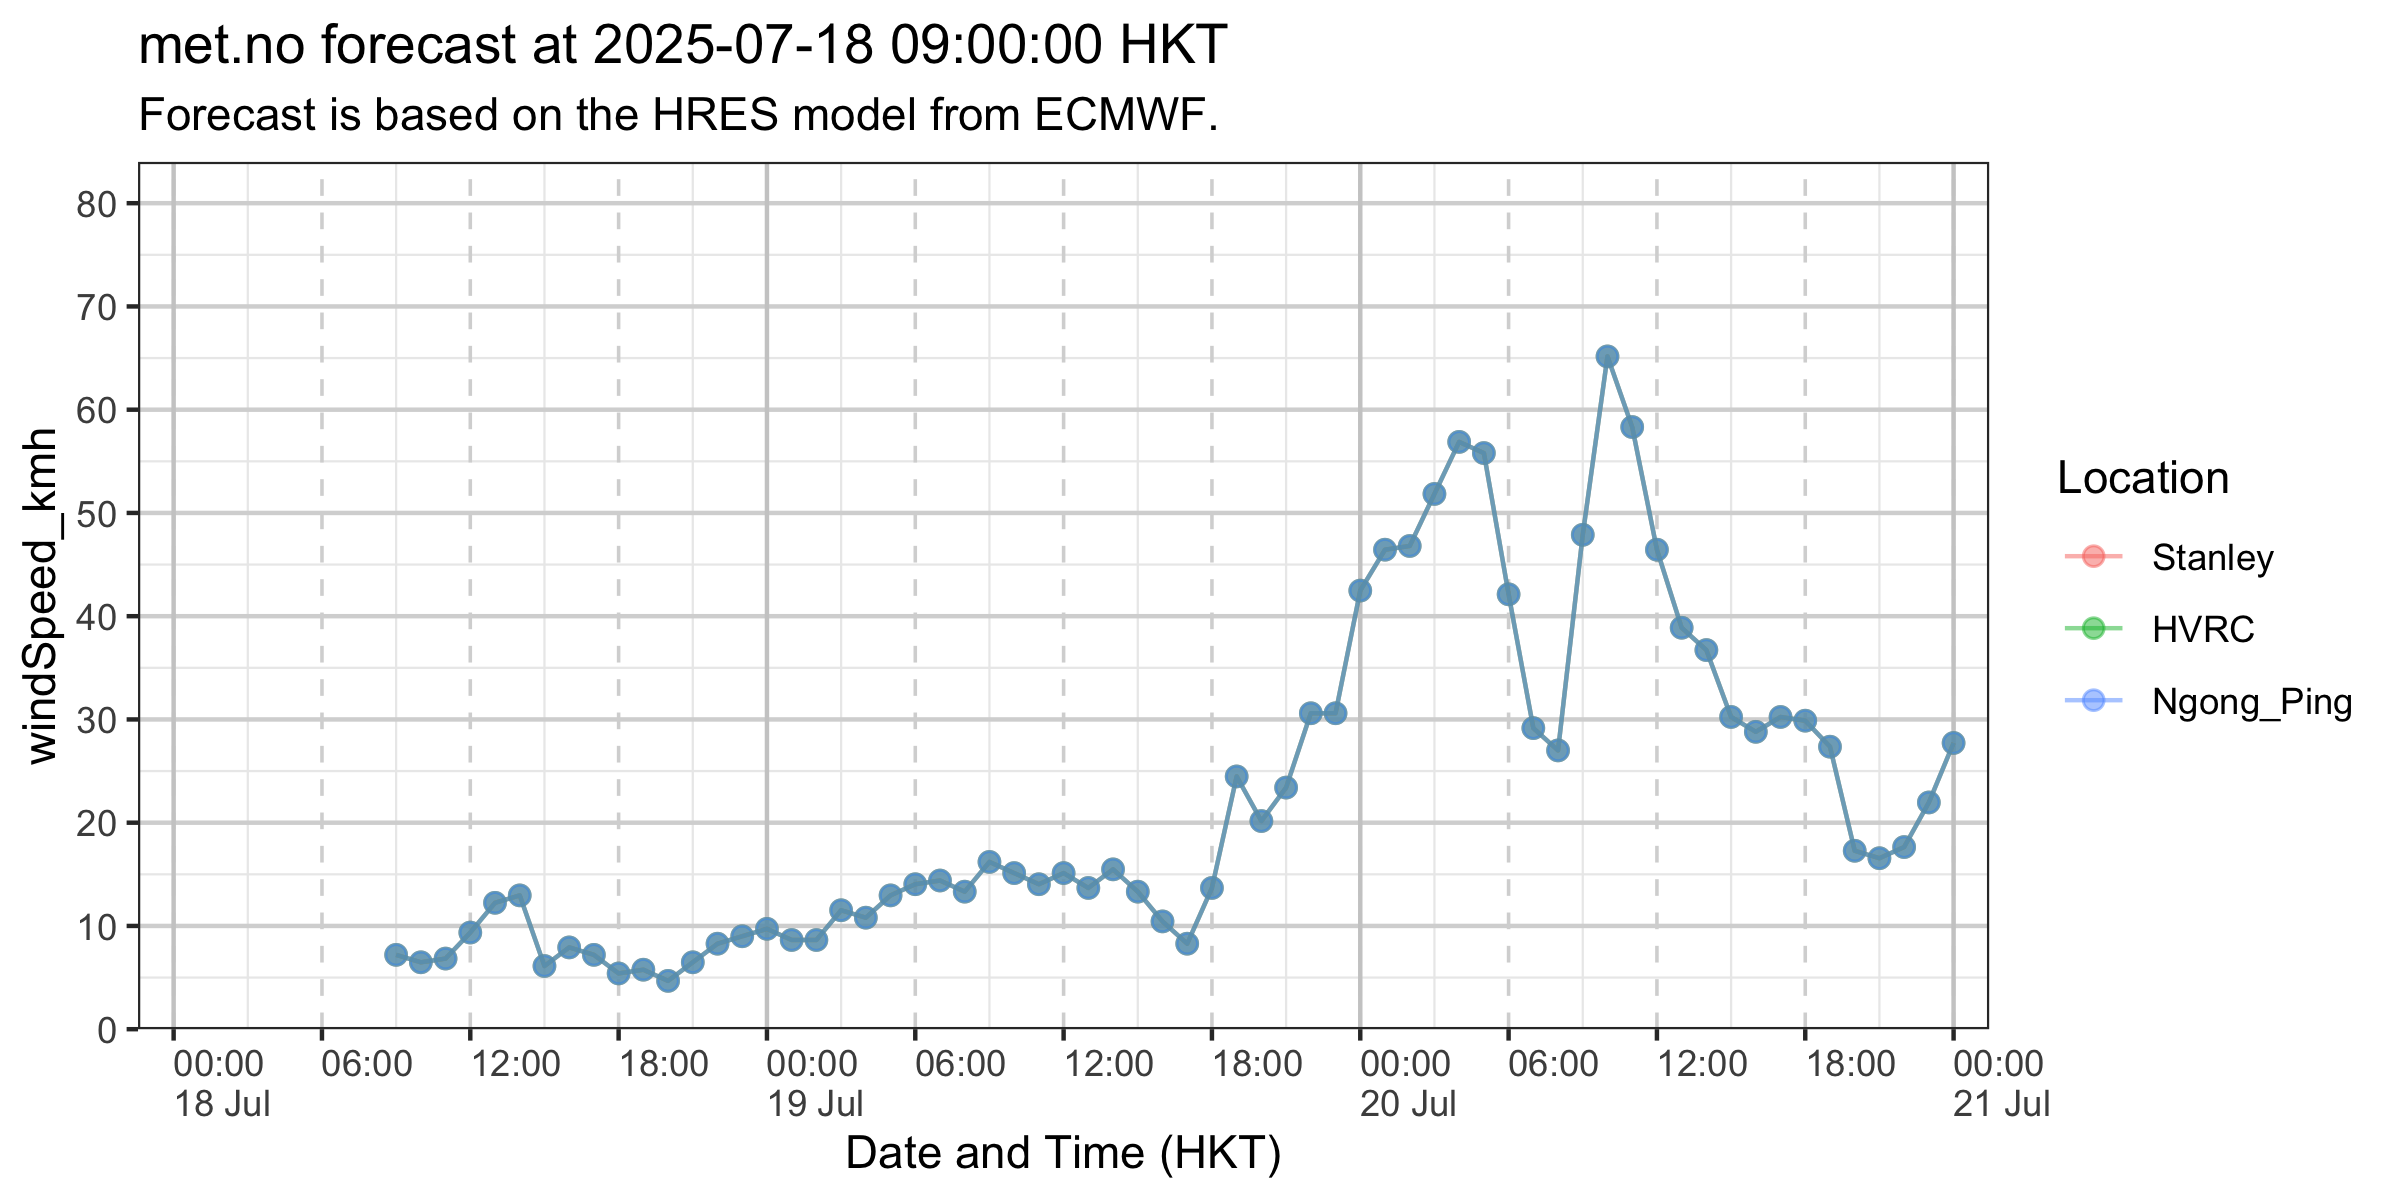 met.no forecast at 2025-07-18 09:00:00 HKT
Forecast is based on the HRES model from ECMWF.
windSpeed_kmh
80
70
60
50
40
30
20
10
0
00:00 06:00 12:00 18:00 00:00 06:00 12:00 18:00 00:00 06:00 12:00 18:00 00:00
18 Jul 19 Jul 20 Jul 21 Jul
Date and Time (HKT)
Location
Stanley
HVRC
Ngong_Ping